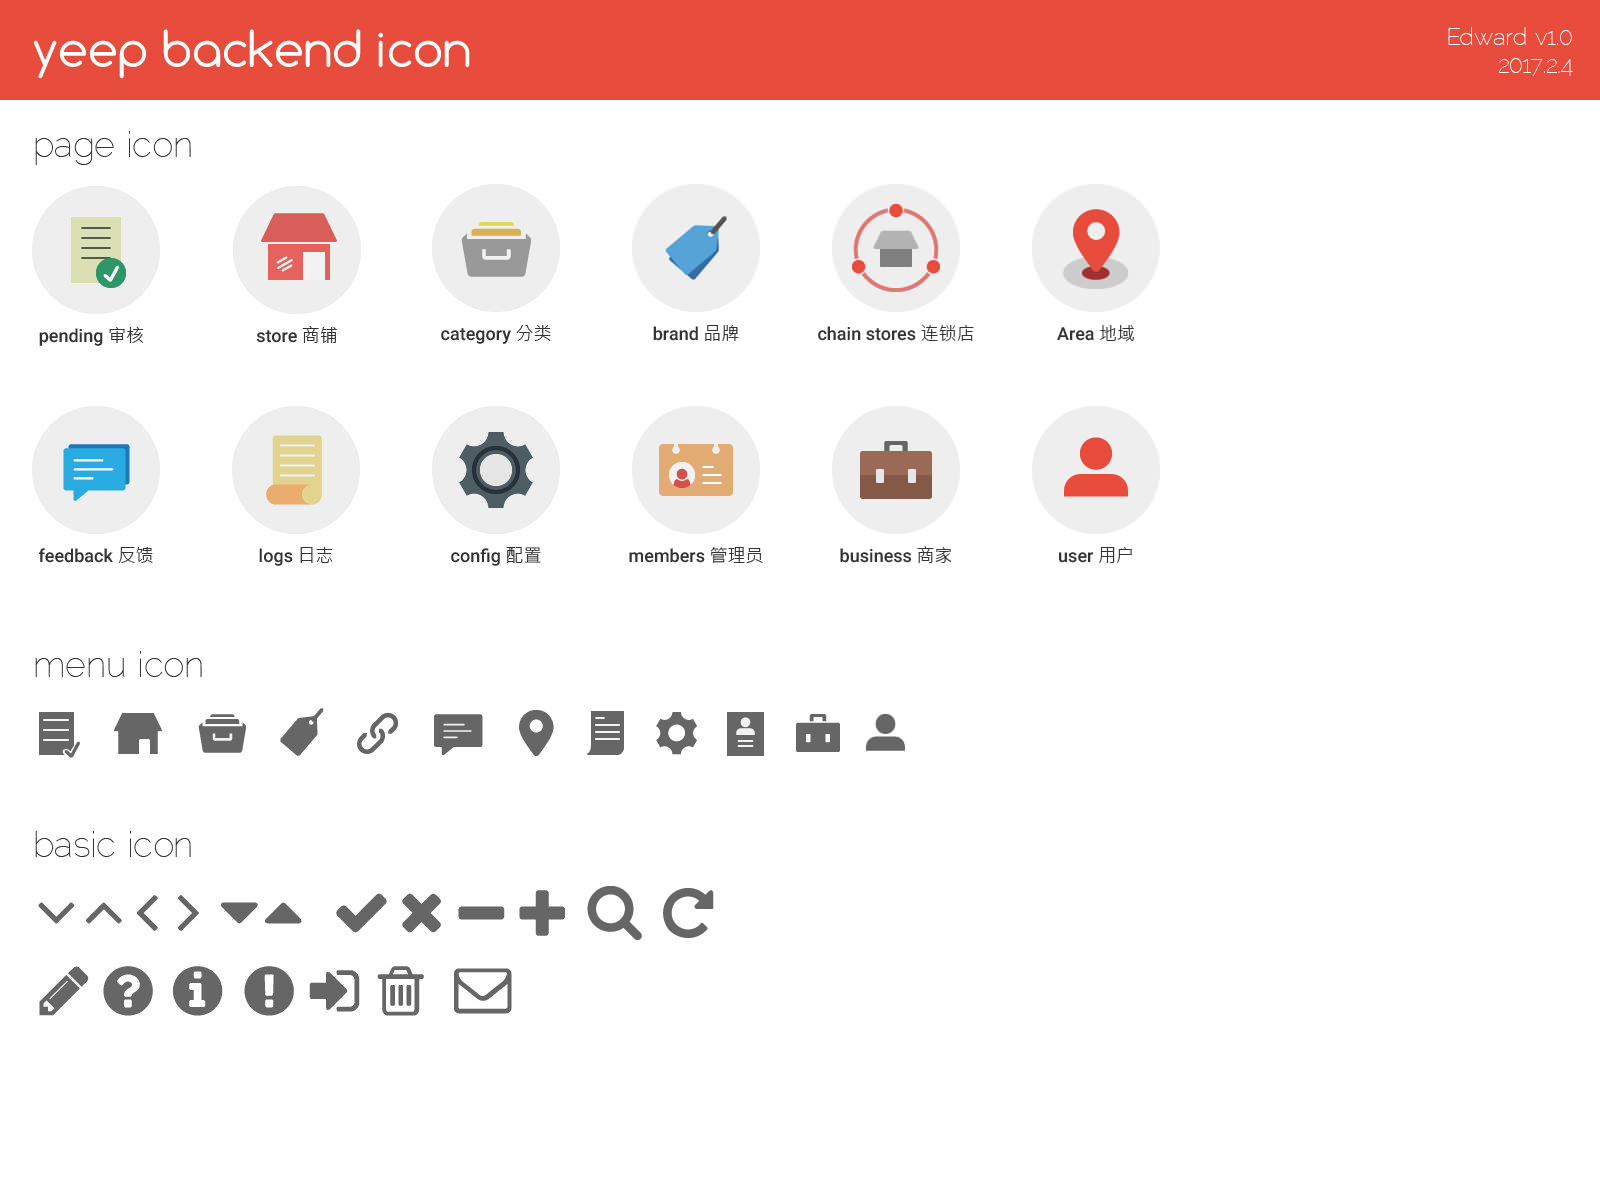 yeep backend icon
Edward v1.0
2017.2.4
page icon
pending 审核
store 商铺
category 分类
brand 品牌
chain stores 连锁店
Area 地域
feedback 反馈
logs 日志
config 配置
members 管理员
business 商家
user 用户
menu icon
basic icon